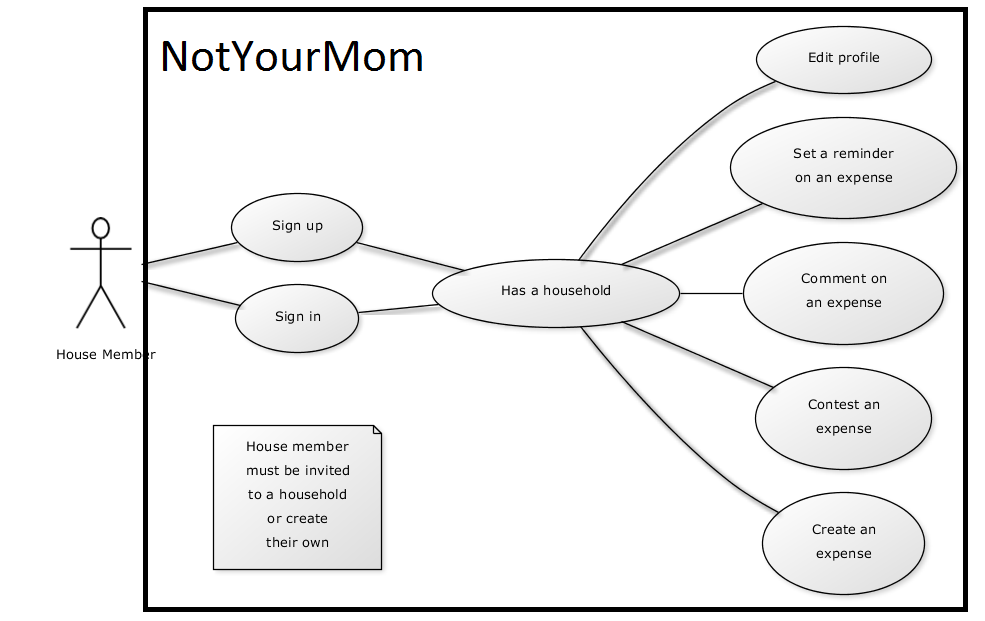 NotYourMom
Edit profile
Set a reminder
on an expense
Sign up
Comment on
an expense
Has a household
Sign in
House Member
Contest an
expense
House member
must be invited
to a household
or create
their own
Create an
expense